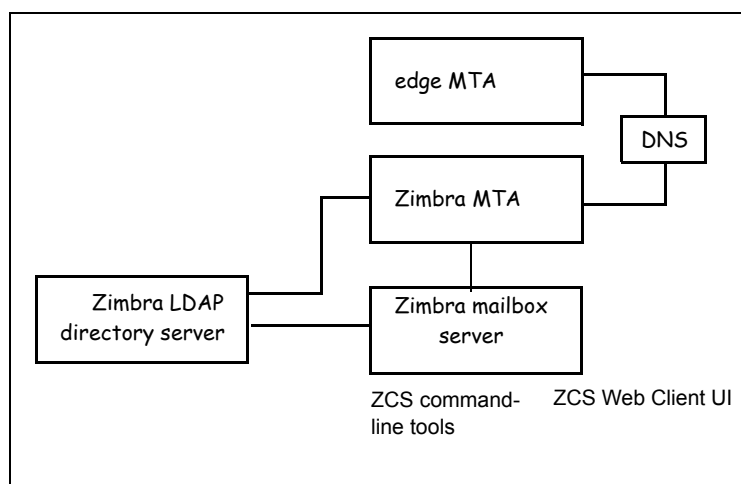 edge MTA
DNS
Zimbra MTA
Zimbra LDAP
directory server
Zimbra mailbox
server
ZCS command-
line tools
ZCS Web Client UI